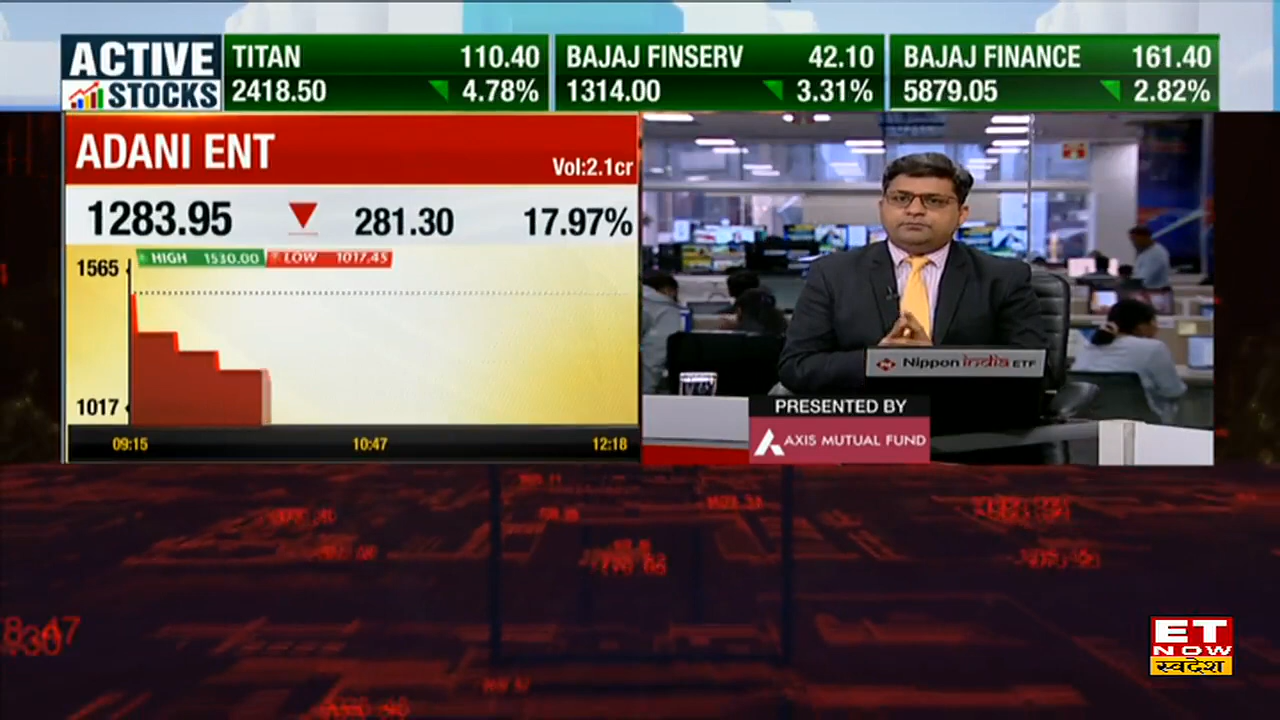 ACTIVE
STOCKS
TITAN 110.40
2418.50 4.78%
BAJAJ FINSERV 42.10
1314.00 3.31%
BAJAJ FINANCE 161.40
5879.05 2.82%
ADANI ENT
Vol:2.1cr
1283.95 281.30 17.97%
HIGH 1530.00 LOW 1017.45
1565
1017
09:15 10:47 12:18
Nippon india ETF
PRESENTED BY
AXIS MUTUAL FUND
ET
NOW
स्वदेश